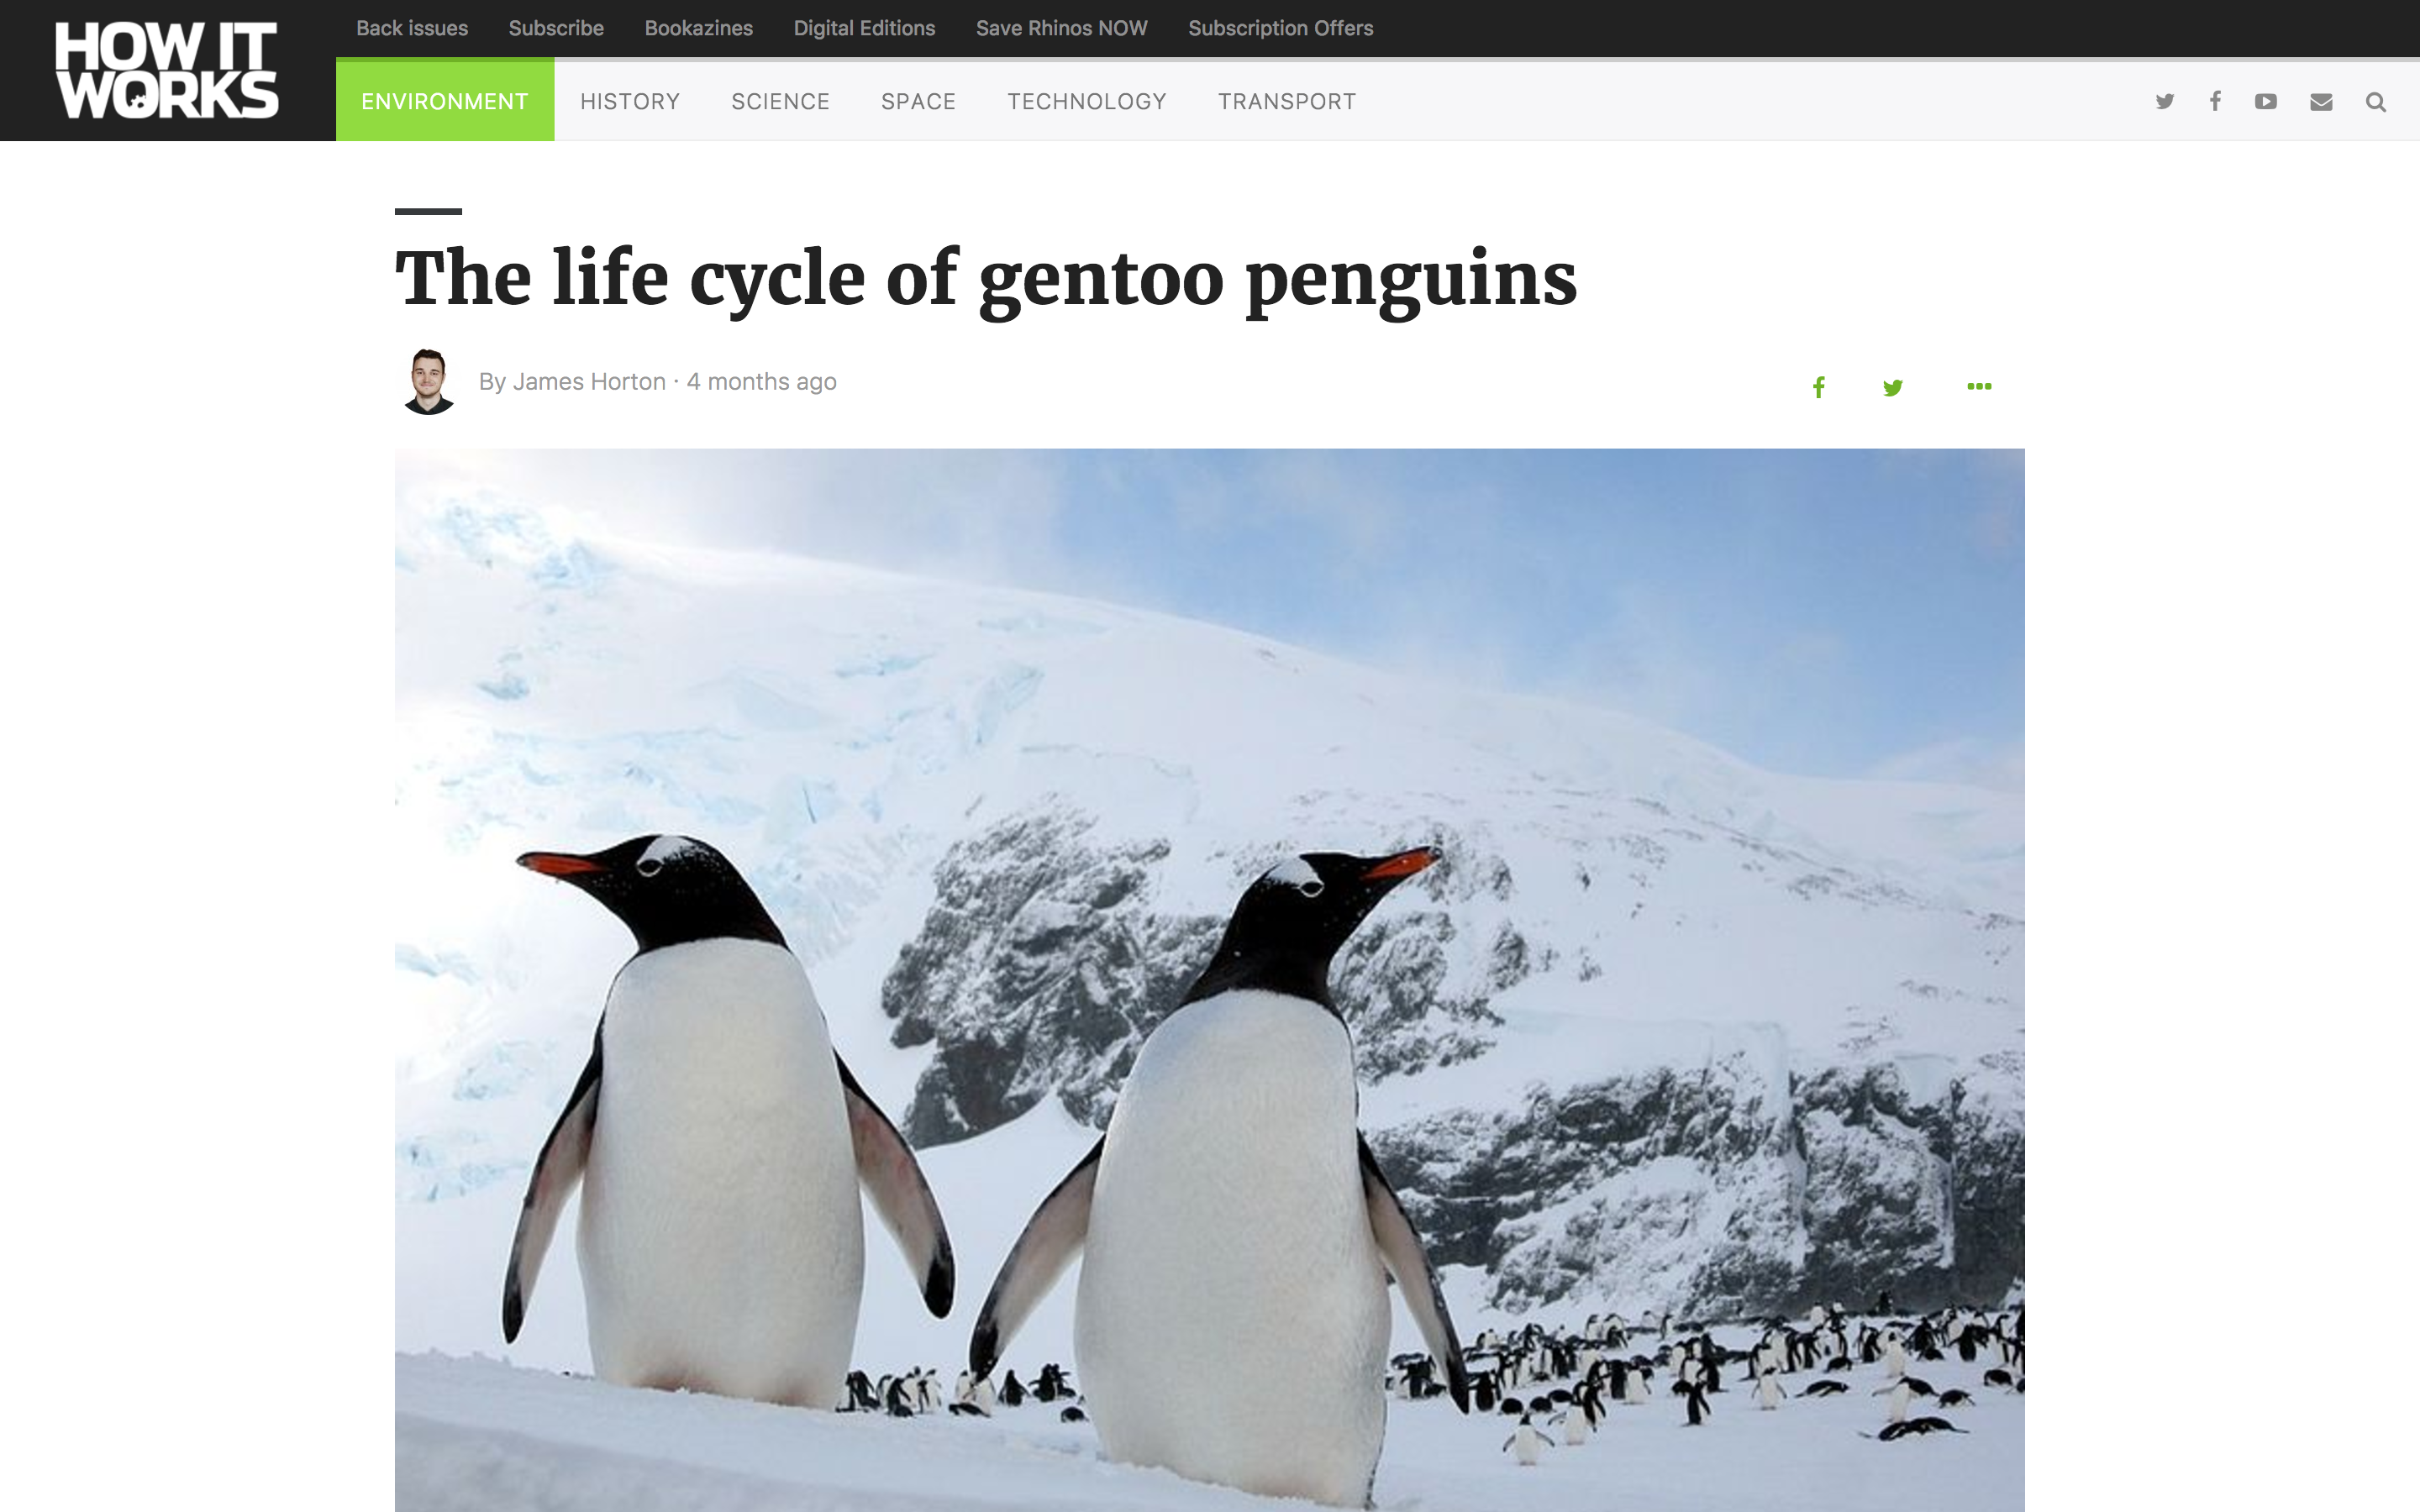 HOW IT
WORKS
Back issues Subscribe Bookazines Digital Editions Save Rhinos NOW Subscription Offers
ENVIRONMENT HISTORY SCIENCE SPACE TECHNOLOGY TRANSPORT
The life cycle of gentoo penguins
By James Horton · 4 months ago